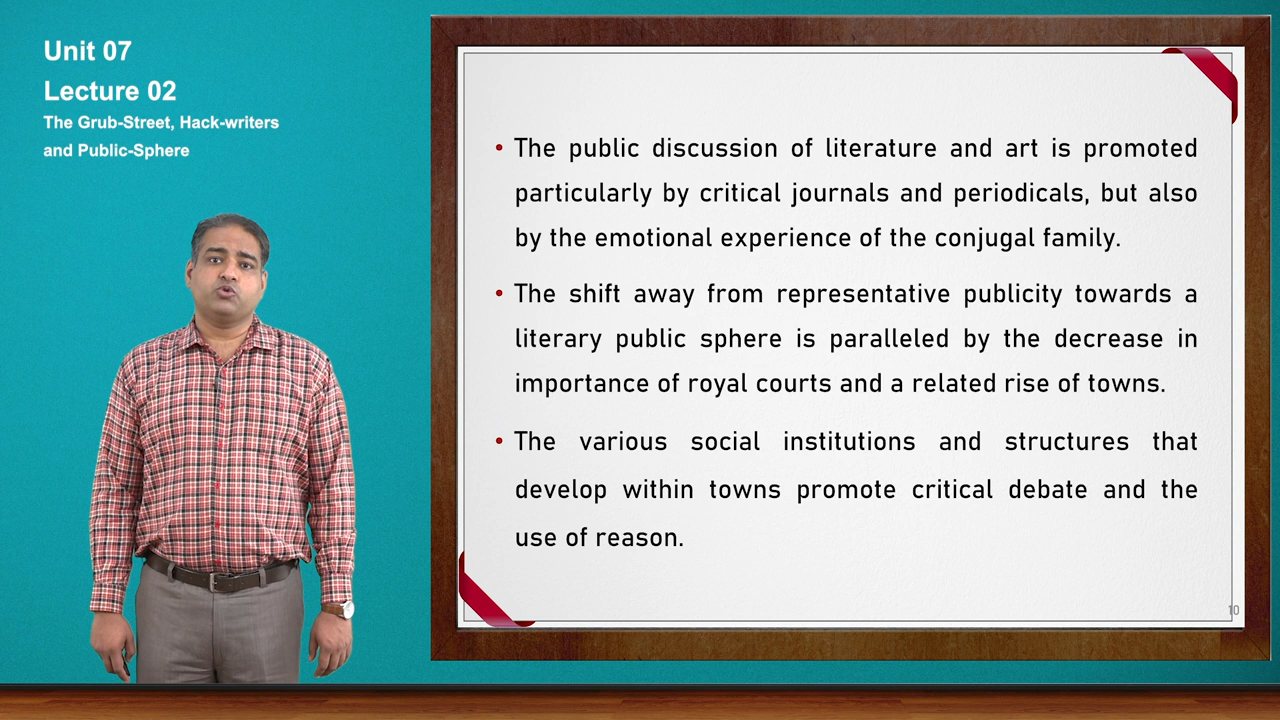 Unit 07
Lecture 02
The Grub-Street, Hack-writers
and Public-Sphere
• The public discussion of literature and art is promoted
particularly by critical journals and periodicals, but also
by the emotional experience of the conjugal family.
• The shift away from representative publicity towards a
literary public sphere is paralleled by the decrease in
importance of royal courts and a related rise of towns.
• The various social institutions and structures that
develop within towns promote critical debate and the
use of reason.
10